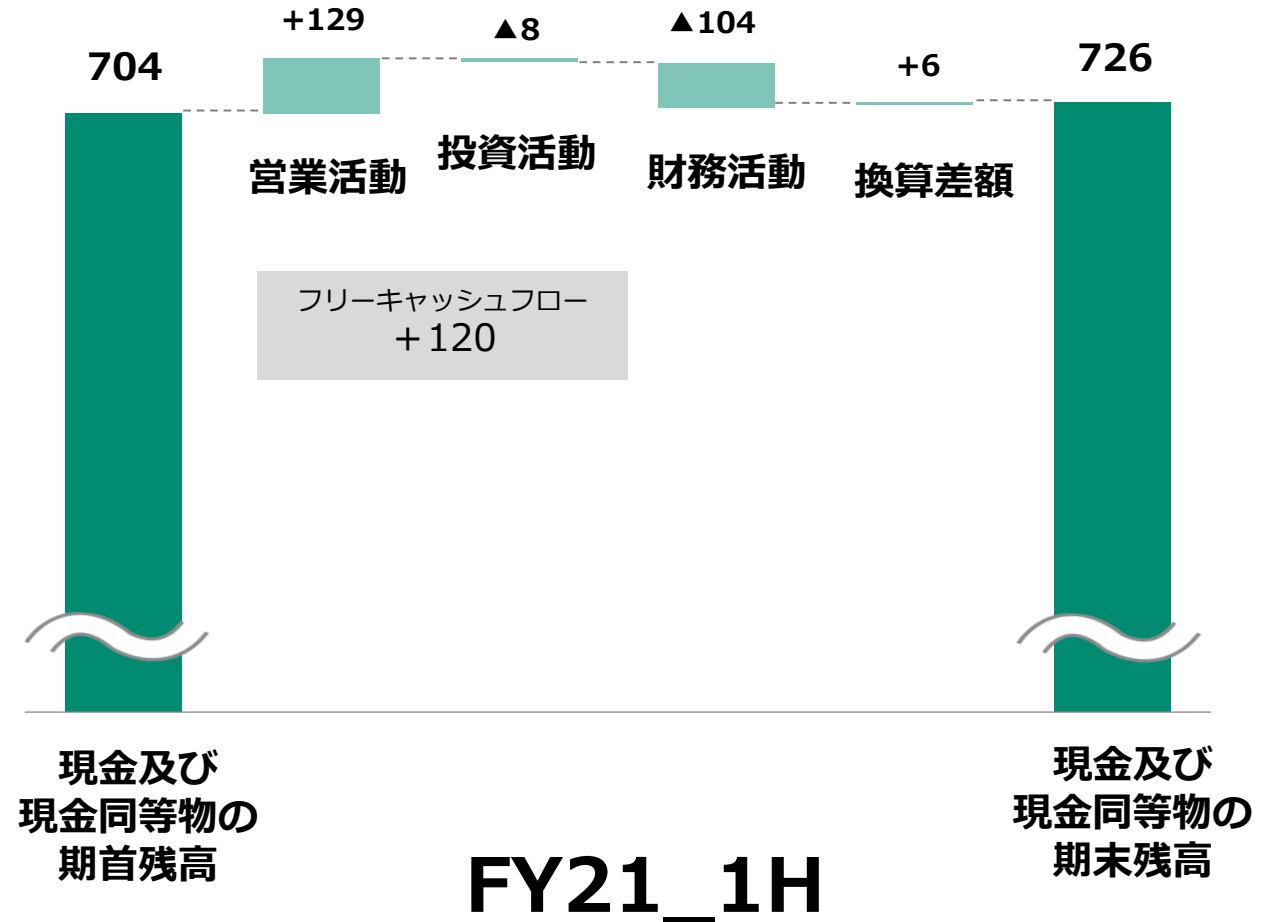 704
+129
▲8
▲104
+6
726
営業活動
投資活動
財務活動
換算差額
フリーキャッシュフロー
＋120
現金及び
現金同等物の
期首残高
現金及び
現金同等物の
期末残高
FY21_1H